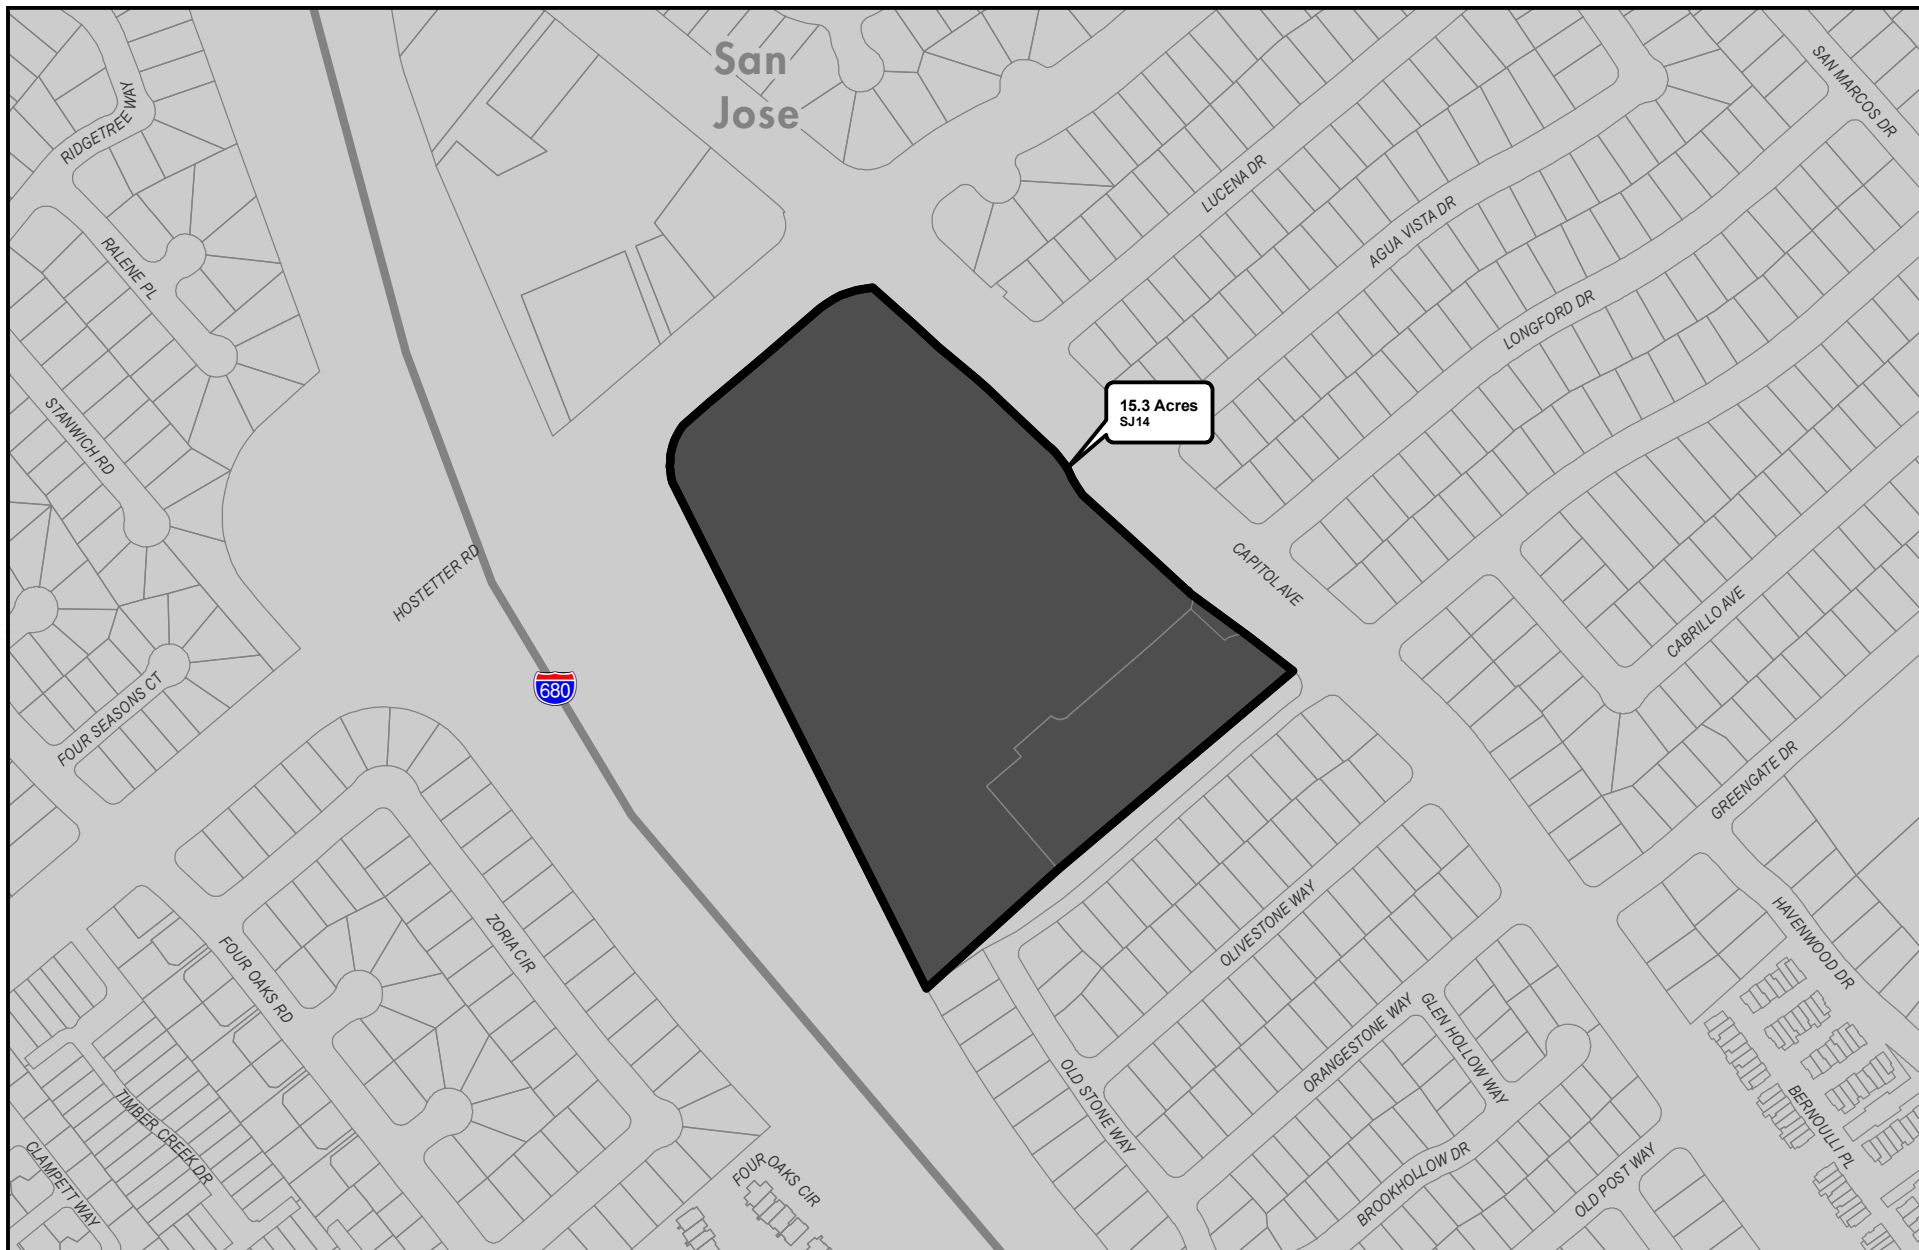 San
Jose
SAN MARCOS DR
RIDGETREE WAY
LUCENA DR
AGUA VISTA DR
RALENE PL
LONGFORD DR
15.3 Acres
SJ14
STANWICH RD
CAPITOL AVE
HOSTETTER RD
CABRILLO AVE
680
FOUR SEASONS CT
GREENGATE DR
OLIVESTONE WAY
HAVENWOOD DR
ZORIA CIR
FOUR OAKS RD
ORANGESTONE WAY
GLEN HOLLOW WAY
OLD STONE WAY
TIMBER CREEK DR
BERNOULLI PL
CLAMPETT WAY
FOUR OAKS CIR
BROOKHOLLOW DR
OLD POST WAY